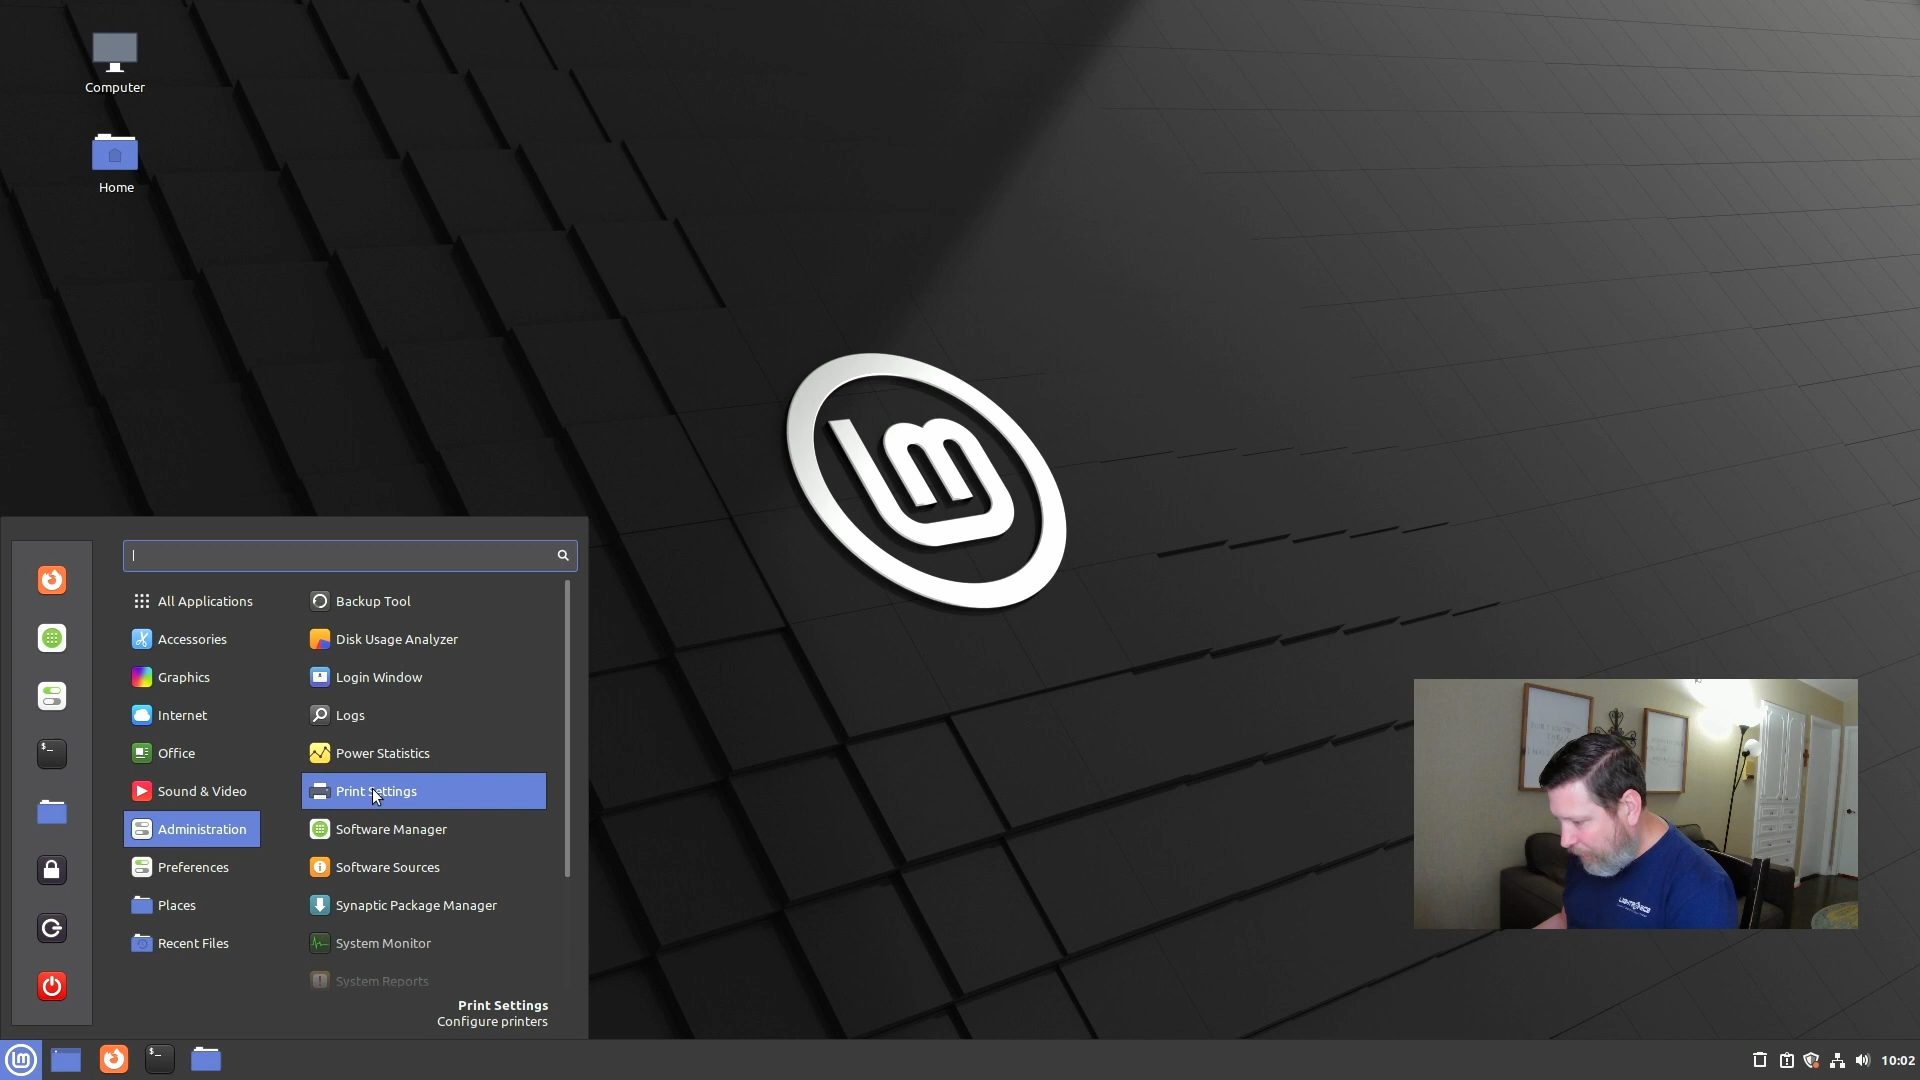 Computer
Home
All Applications
Accessories
Graphics
Internet
Office
Sound & Video
Administration
Preferences
Places
Recent Files
Backup Tool
Disk Usage Analyzer
Login Window
Logs
Power Statistics
Print Settings
Software Manager
Software Sources
Synaptic Package Manager
System Monitor
System Reports
Print Settings
Configure printers
10:02